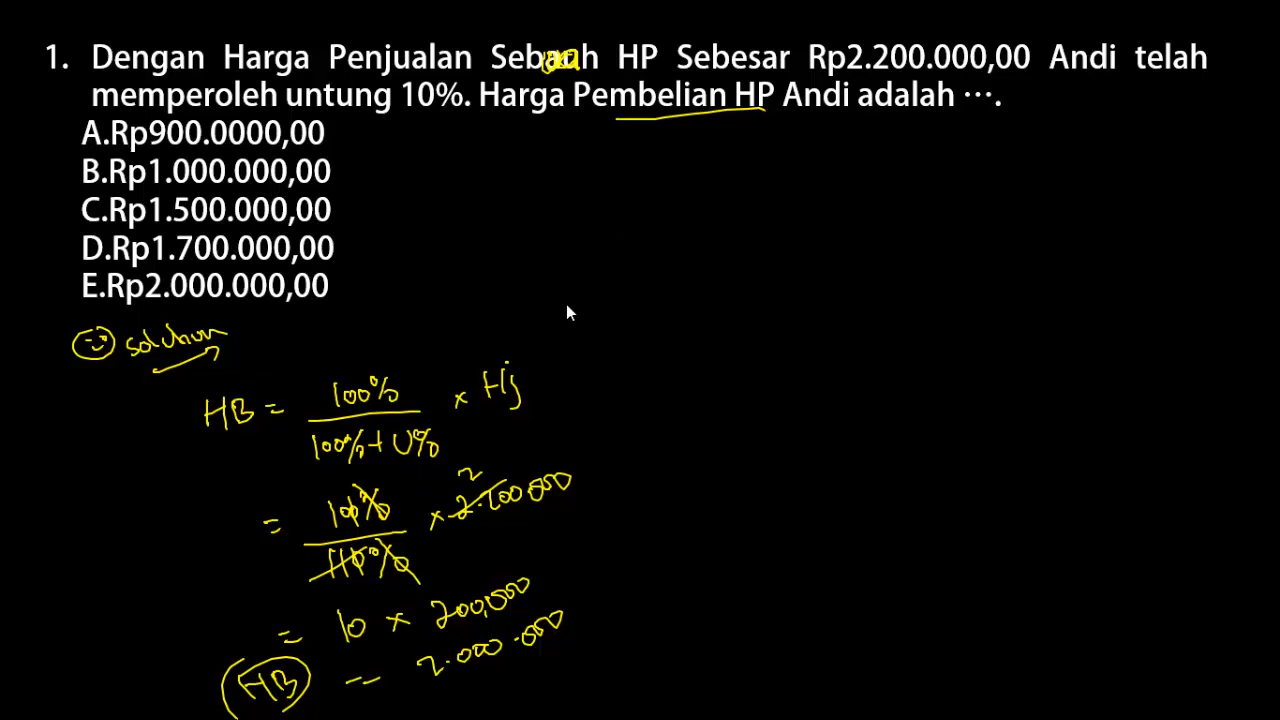 1. Dengan Harga Penjualan Sebuah HP Sebesar Rp2.200.000,00 Andi telah
memperoleh untung 10%. Harga Pembelian HP Andi adalah ….
A.Rp900.0000,00
B.Rp1.000.000,00
C.Rp1.500.000,00
D.Rp1.700.000,00
E.Rp2.000.000,00
solution
HB = 100% / 100% + U% × Hj
= 100% / 110% × 2.200.000 2
= 10 × 200.000
HB = 2.000.000